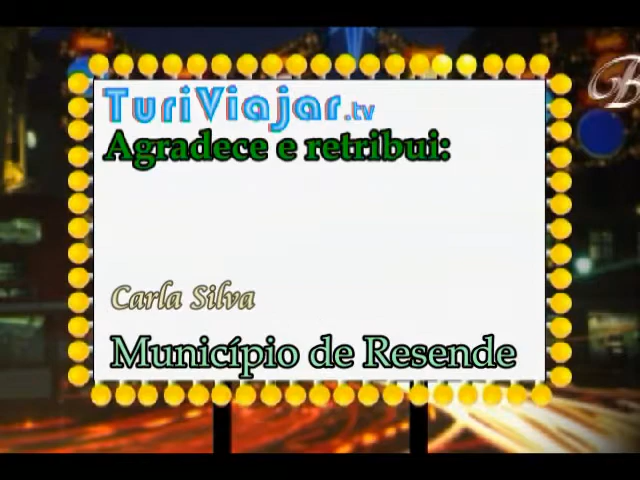 TuriViajar.tv
Agradece e retribui:
Carla Silva
Município de Resende